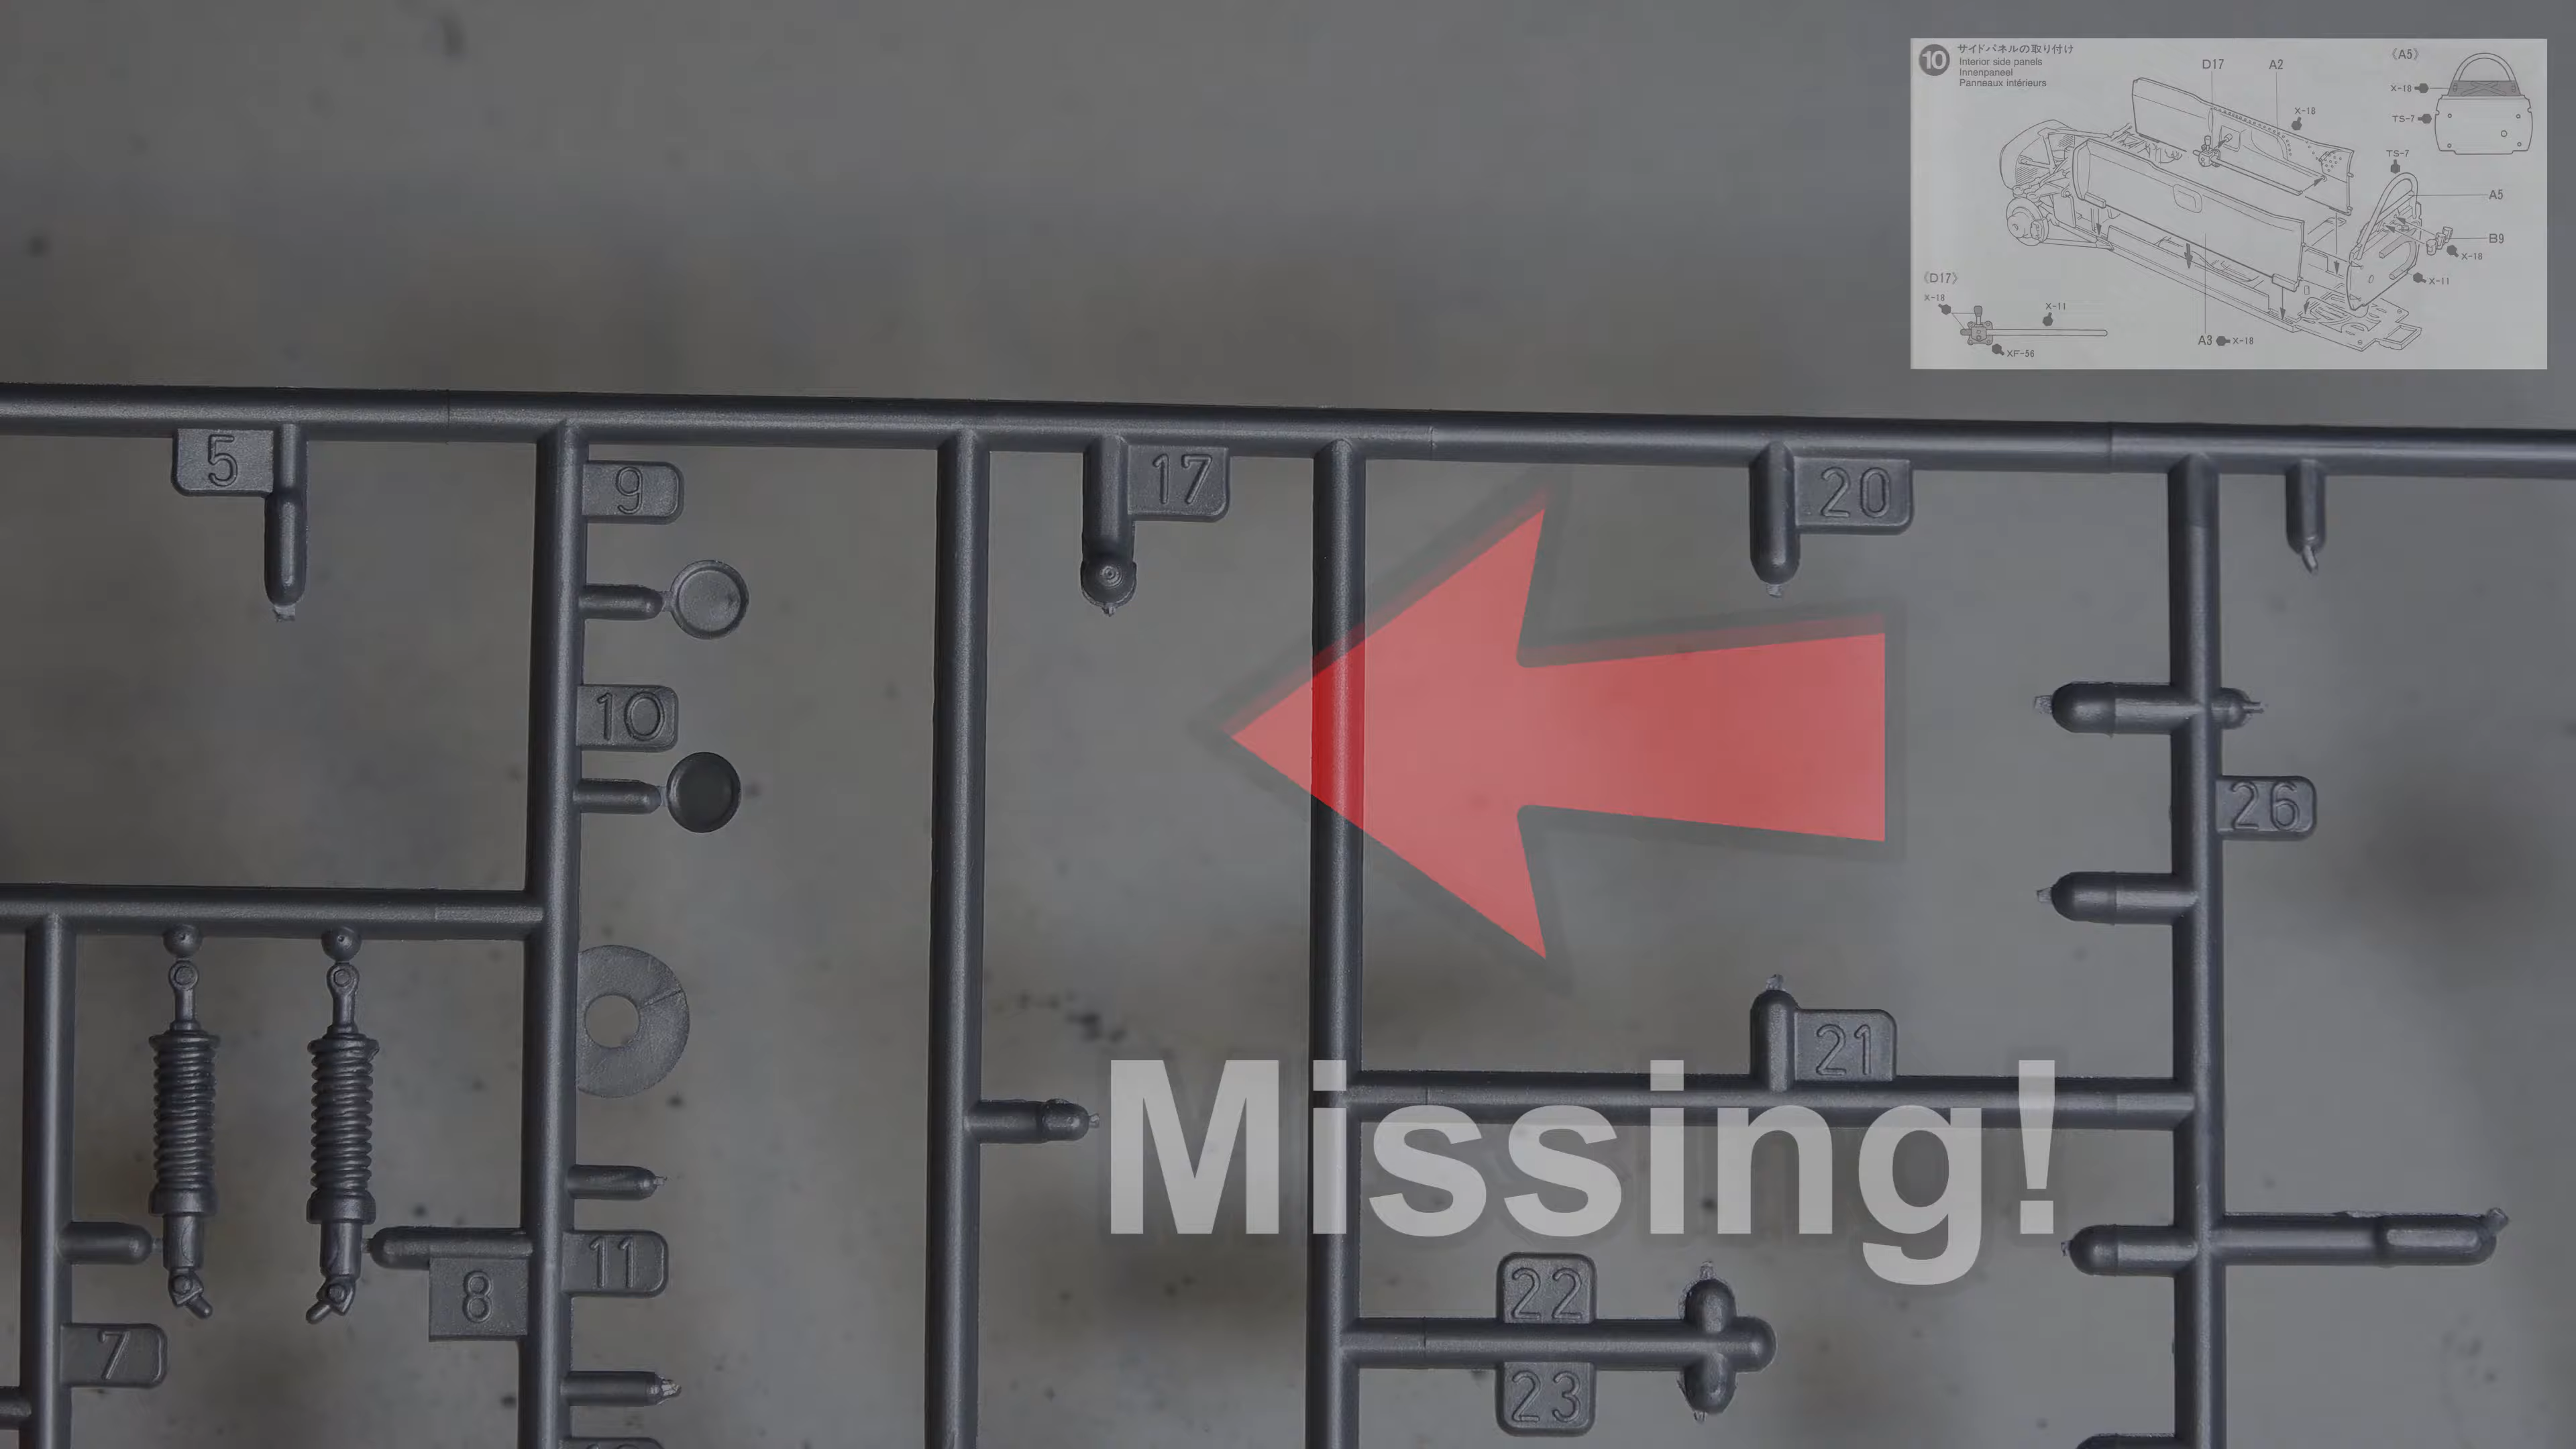 10 サイドパネルの取り付け
Interior side panels
Innenpaneel
Panneaux intérieurs
D17
A2
《A5》
X-18
X-18
TS-7
TS-7
A5
B9
X-18
X-11
《D17》
X-18
X-11
XF-56
A3 X-18
5
9
17
20
10
26
21
Missing!
11
8
22
7
23